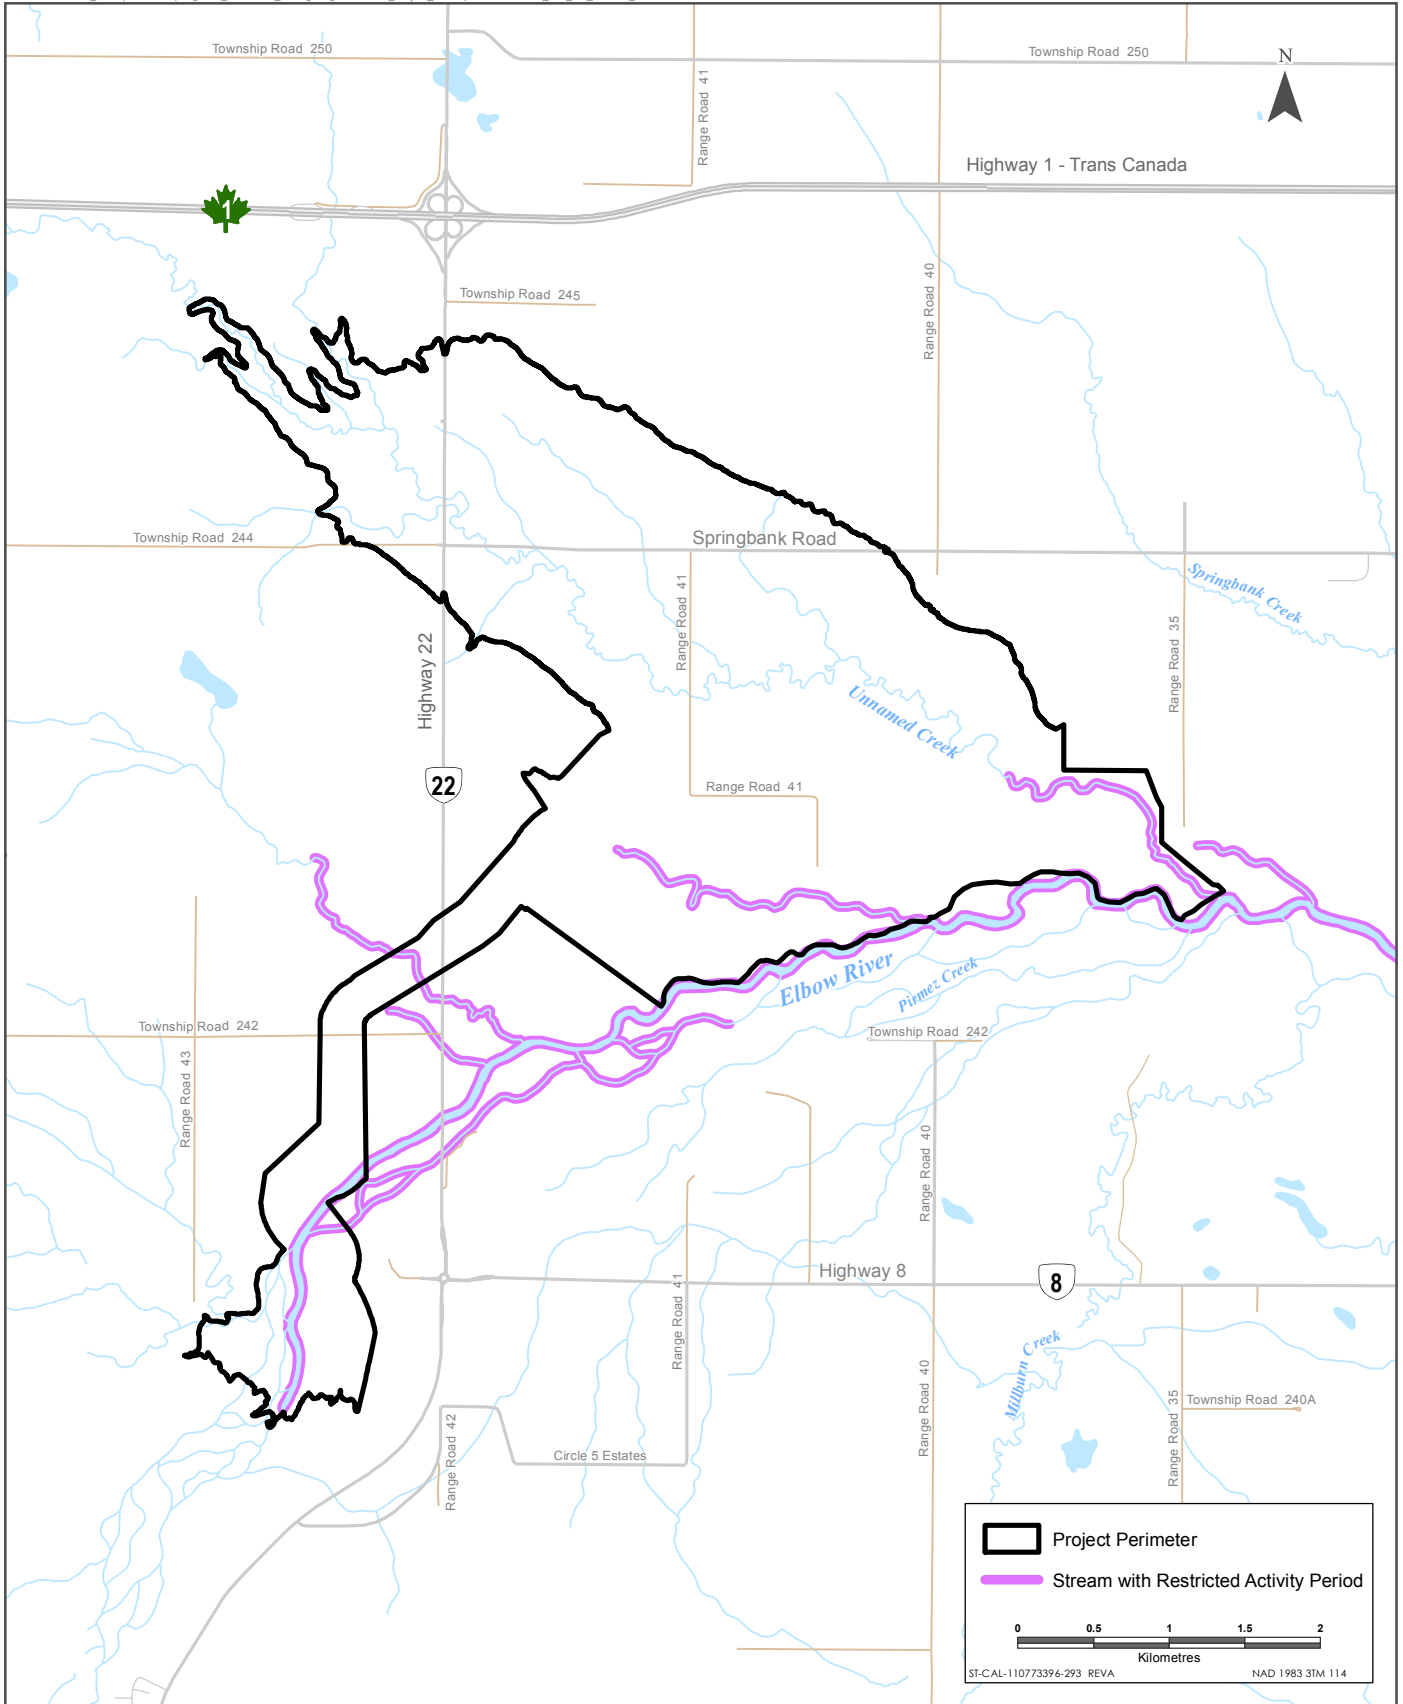 Township Road 250
Township Road 250
N
Range Road 41
Highway 1 - Trans Canada
1
Range Road 40
Township Road 245
Township Road 244
Springbank Road
Springbank Creek
Range Road 41
Range Road 35
Highway 22
Unnamed Creek
22
Range Road 41
Elbow River
Pirmez Creek
Township Road 242
Township Road 242
Range Road 43
Range Road 40
Highway 8
8
Range Road 41
Millburn Creek
Range Road 40
Range Road 35
Township Road 240A
Range Road 42
Circle 5 Estates
Project Perimeter
Stream with Restricted Activity Period
0 0.5 1 1.5 2
Kilometres
ST-CAL-110773396-293 REVA NAD 1983 3TM 114